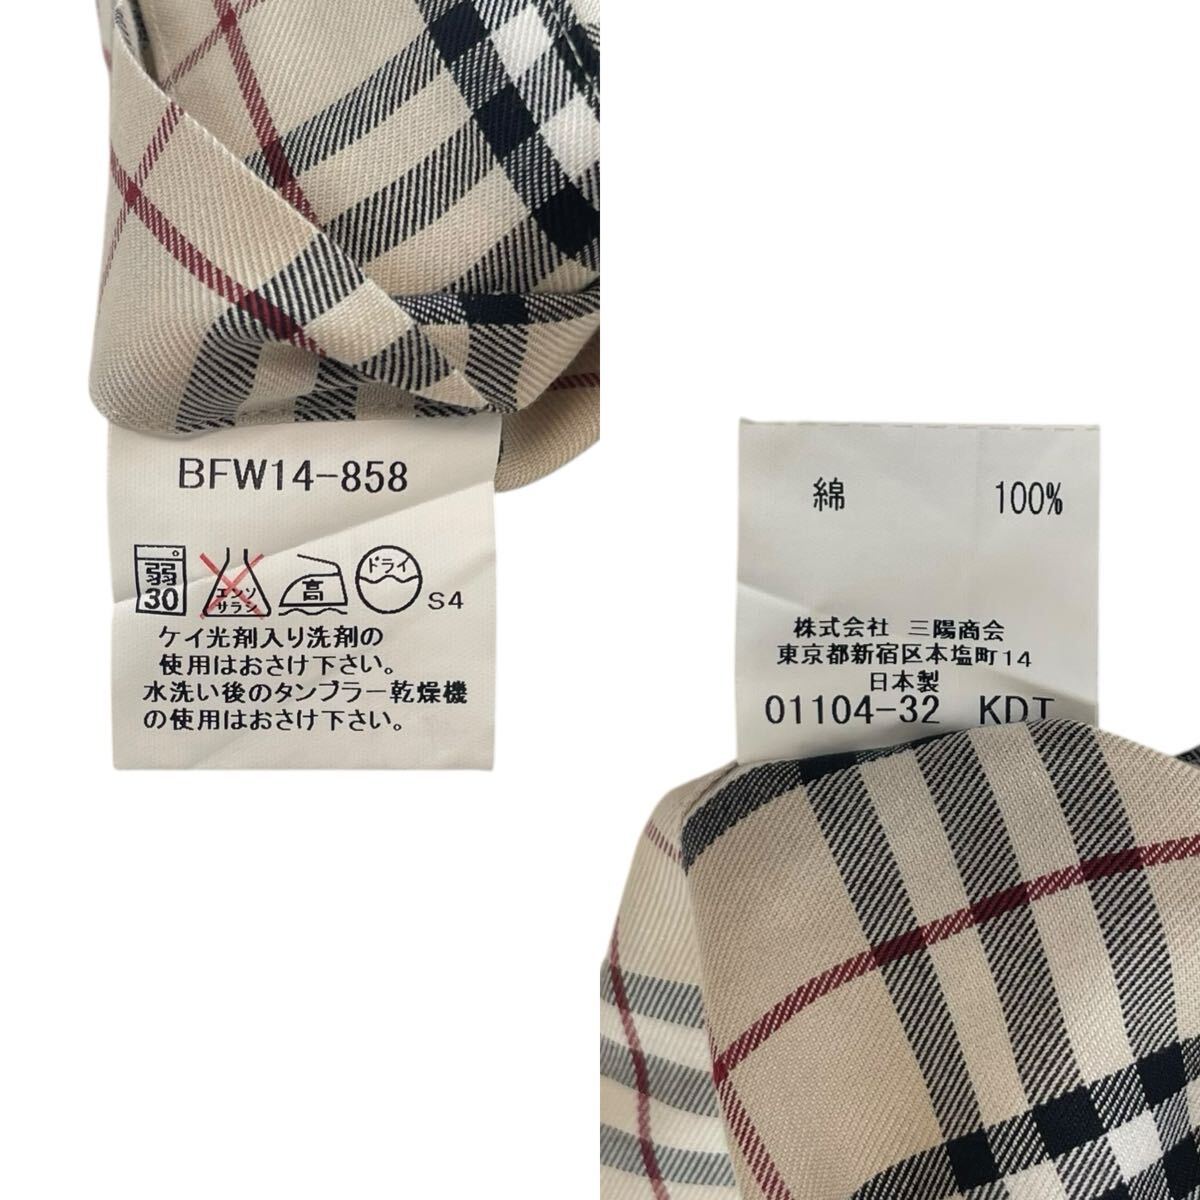 BFW14-858
弱
30
エンソ
サラシ
高
ドライ
S4
ケイ光剤入り洗剤の
使用はおさけ下さい。
水洗い後のタンブラー乾燥機
の使用はおさけ下さい。
綿 100%
株式会社 三陽商会
東京都新宿区本塩町14
日本製
01104-32 KDT